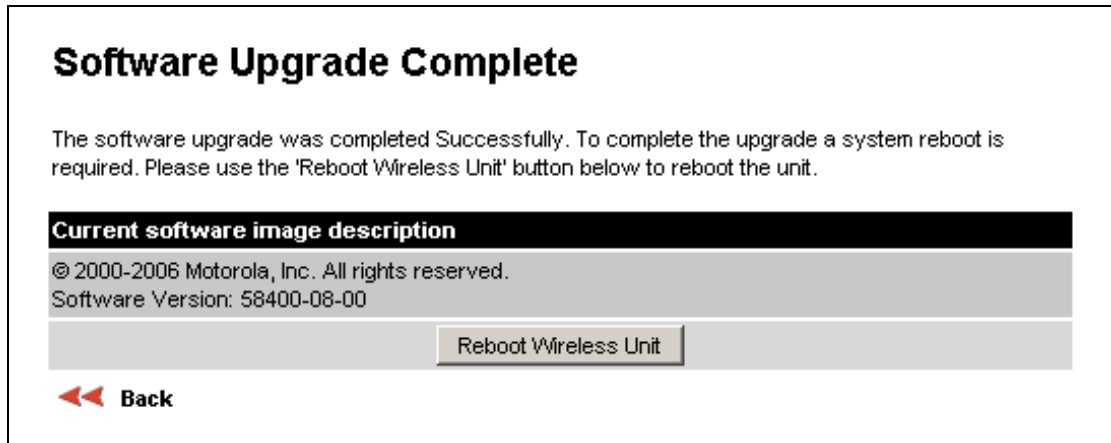 Software Upgrade Complete
The software upgrade was completed Successfully. To complete the upgrade a system reboot is
required. Please use the 'Reboot Wireless Unit' button below to reboot the unit.
Current software image description
© 2000-2006 Motorola, Inc. All rights reserved.
Software Version: 58400-08-00
Reboot Wireless Unit
Back